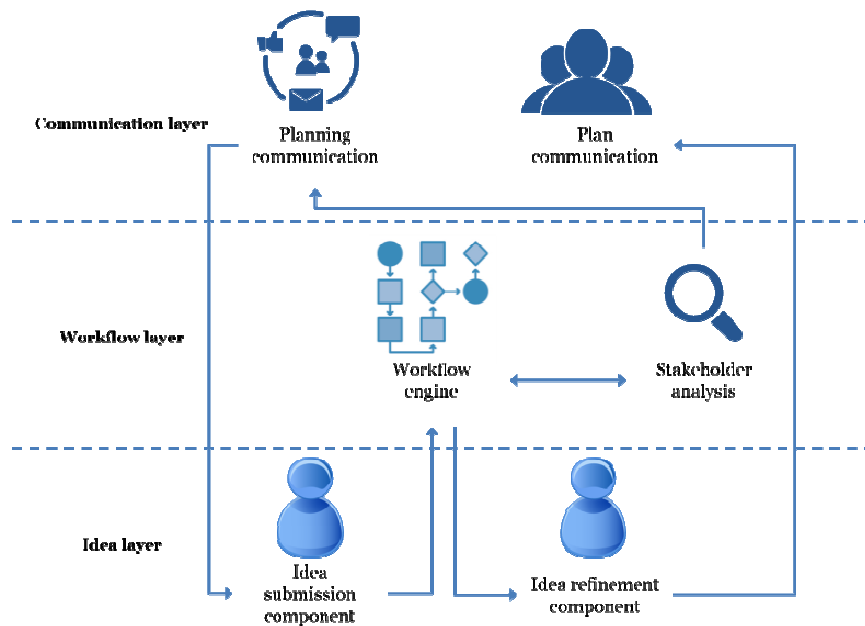 Communication layer
Planning
communication
Plan
communication
Workflow layer
Workflow
engine
Stakeholder
analysis
Idea layer
Idea
submission
component
Idea refinement
component